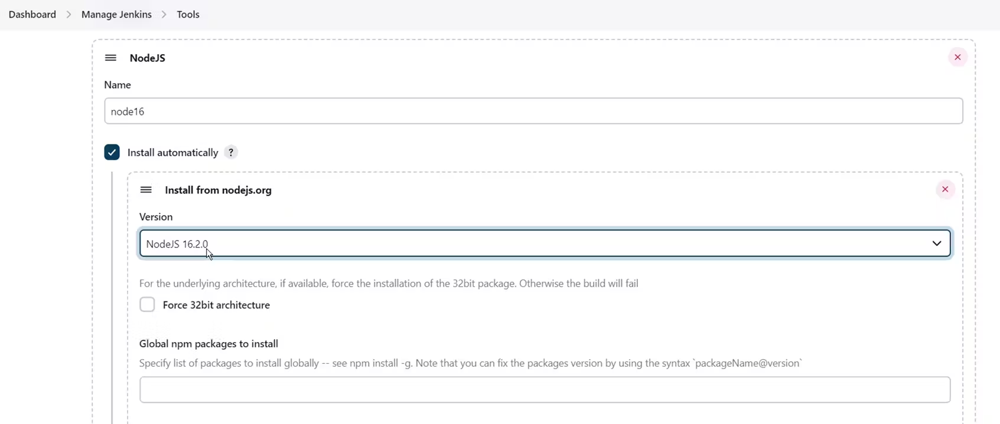 Dashboard > Manage Jenkins > Tools
NodeJS
Name
node16
Install automatically ?
Install from nodejs.org
Version
NodeJS 16.2.0
For the underlying architecture, if available, force the installation of the 32bit package. Otherwise the build will fail
Force 32bit architecture
Global npm packages to install
Specify list of packages to install globally -- see npm install -g. Note that you can fix the packages version by using the syntax `packageName@version`